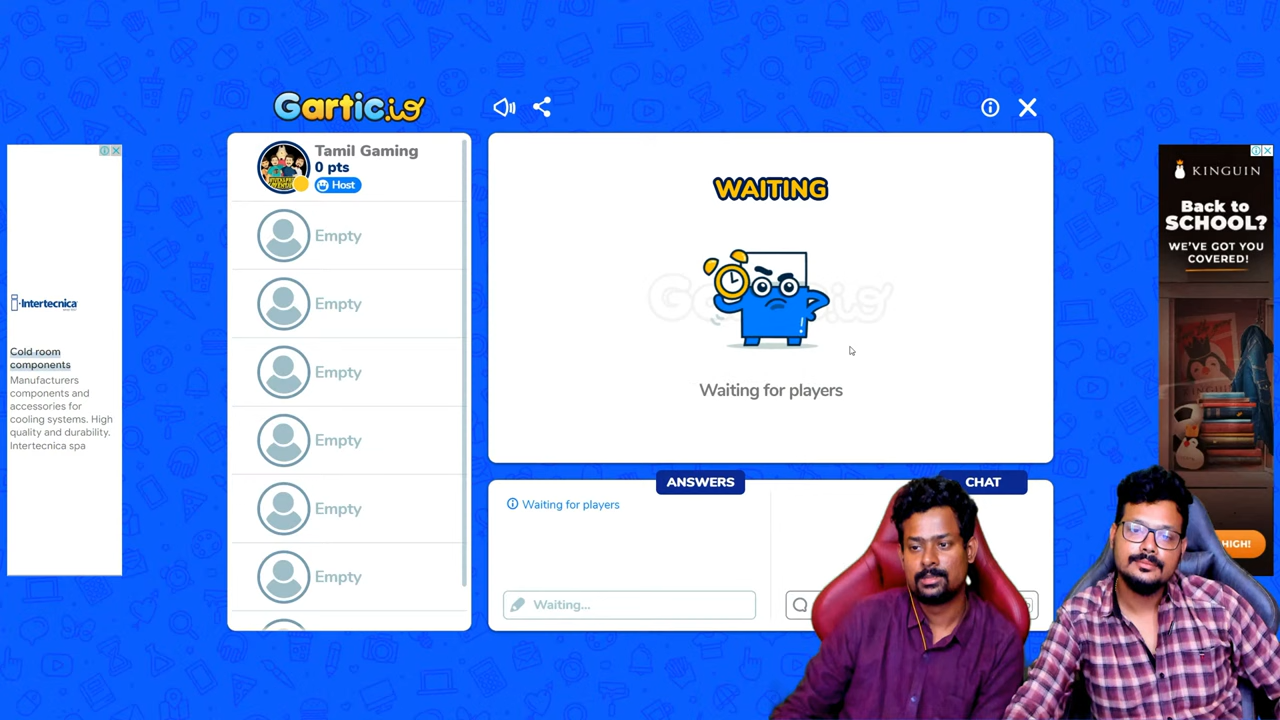 Gartic.io
Tamil Gaming
0 pts
Host
Empty
Empty
Empty
Empty
Empty
Empty
WAITING
Waiting for players
ANSWERS
Waiting for players
Waiting...
CHAT
Intertecnica
Cold room
components
Manufacturers
components and
accessories for
cooling systems. High
quality and durability.
Intertecnica spa
KINGUIN
Back to
SCHOOL?
WE'VE GOT YOU
COVERED!
HIGH!